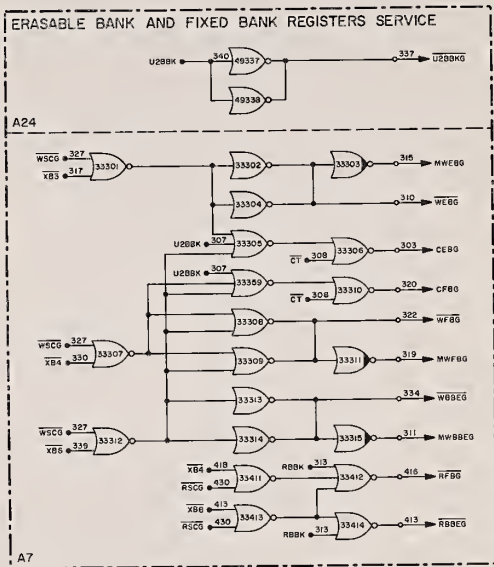 ERASABLE BANK AND FIXED BANK REGISTERS SERVICE
U2BBK 340 49337 337 U2BBKG
49338
A24
WSCG 327 33301 33302 33303 315 MWEBG
XB3 317
33304 310 WEBG
U2BBK 307 33305 33306 303 CEBG
CT 308
U2BBK 307 33359 33310 320 CFBG
CT 308
33308 322 WFBG
WSCG 327 33307 33309 33311 319 MWFBG
XB4 330
33313 334 WBBEG
WSCG 327 33312 33314 33315 311 MWBBEG
XB6 339
XB4 418 33411 RBBK 313 33412 416 RFBG
RSCG 430
XB6 413 33413 33414 413 RBBEG
RSCG 430 RBBK 313
A7